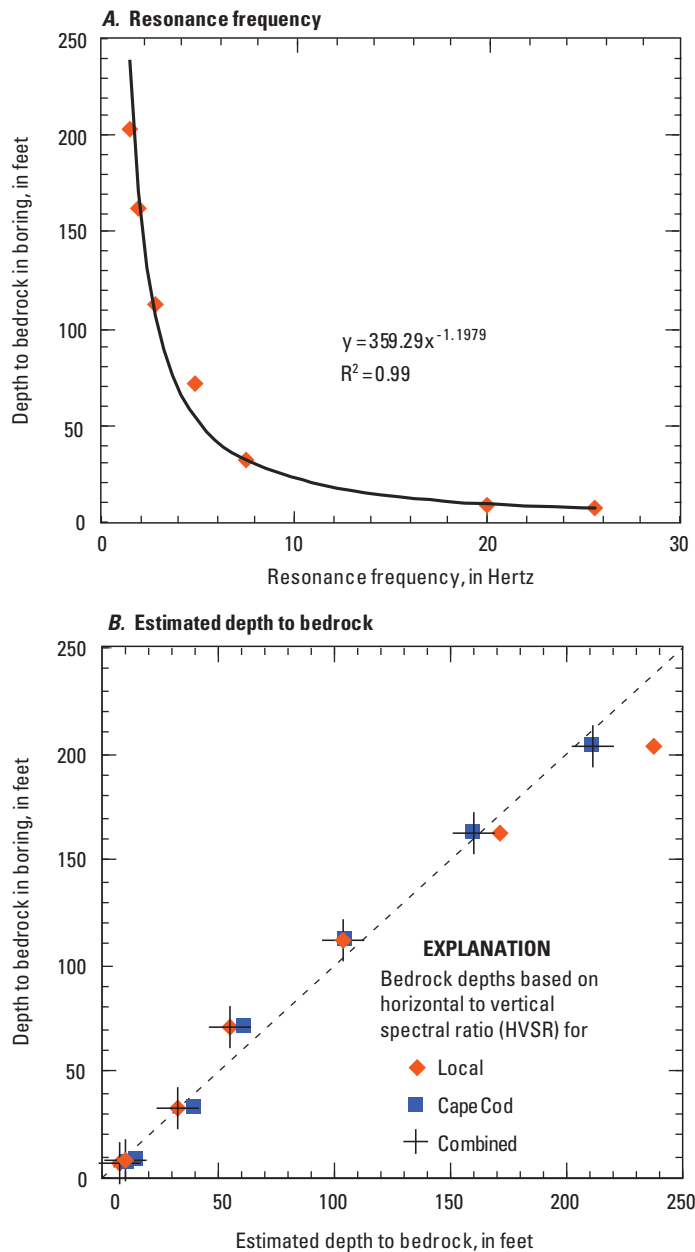 A. Resonance frequency
250
200
150
100
50
0
Depth to bedrock in boring, in feet
y = 359.29x^-1.1979
R² = 0.99
0 10 20 30
Resonance frequency, in Hertz
B. Estimated depth to bedrock
250
200
150
100
50
0
Depth to bedrock in boring, in feet
EXPLANATION
Bedrock depths based on
horizontal to vertical
spectral ratio (HVSR) for
Local
Cape Cod
Combined
0 50 100 150 200 250
Estimated depth to bedrock, in feet